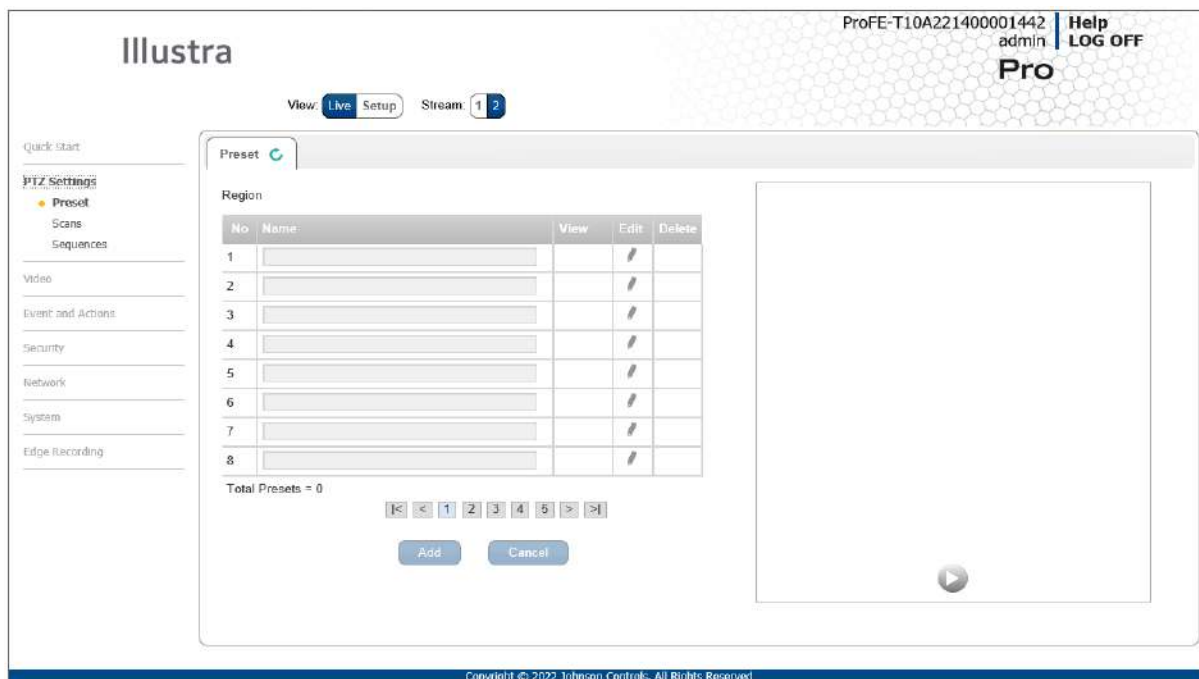 ProFE-T10A221400001442 Help
admin LOG OFF
Illustra
Pro
View: Live Setup Stream: 1 2
Quick Start
PTZ Settings
Preset
Scans
Sequences
Video
Event and Actions
Security
Network
System
Edge Recording
Preset
Region
No Name View Edit Delete
1
2
3
4
5
6
7
8
Total Presets = 0
|< < 1 2 3 4 5 > >|
Add Cancel
Copyright © 2022 Johnson Controls. All Rights Reserved